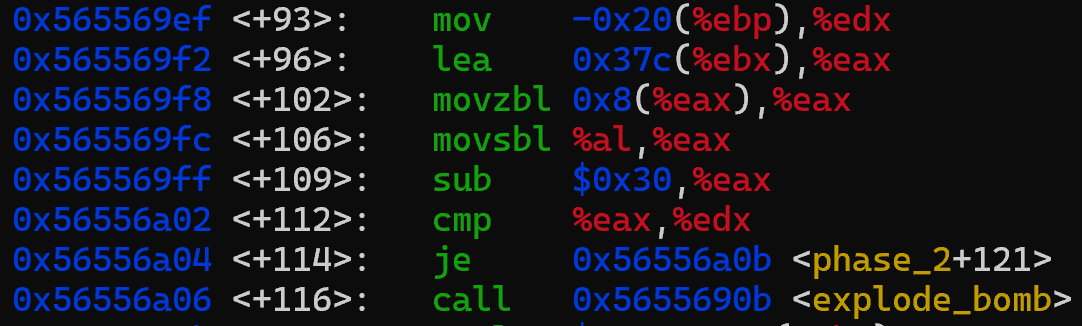 0x565569ef <+93>: mov -0x20(%ebp),%edx
0x565569f2 <+96>: lea 0x37c(%ebx),%eax
0x565569f8 <+102>: movzbl 0x8(%eax),%eax
0x565569fc <+106>: movsbl %al,%eax
0x565569ff <+109>: sub $0x30,%eax
0x56556a02 <+112>: cmp %eax,%edx
0x56556a04 <+114>: je 0x56556a0b <phase_2+121>
0x56556a06 <+116>: call 0x5655690b <explode_bomb>